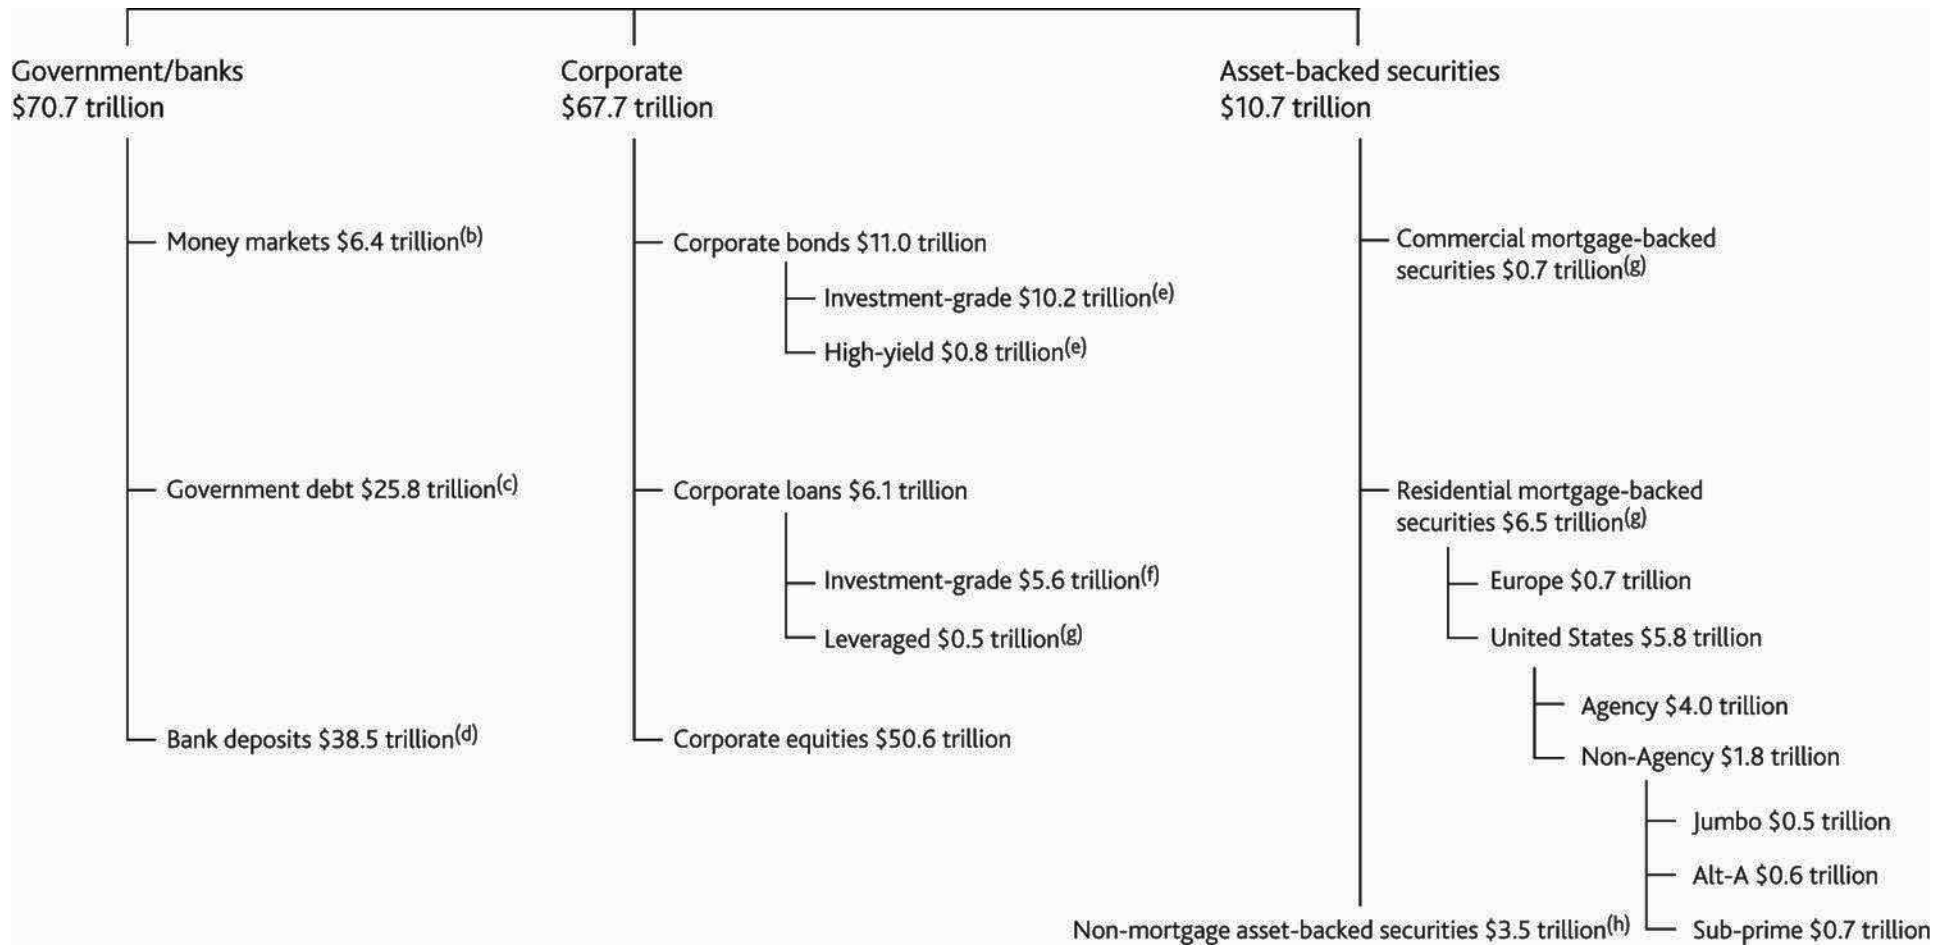 Government/banks
$70.7 trillion
Money markets $6.4 trillion(b)
Government debt $25.8 trillion(c)
Bank deposits $38.5 trillion(d)
Corporate
$67.7 trillion
Corporate bonds $11.0 trillion
Investment-grade $10.2 trillion(e)
High-yield $0.8 trillion(e)
Corporate loans $6.1 trillion
Investment-grade $5.6 trillion(f)
Leveraged $0.5 trillion(g)
Corporate equities $50.6 trillion
Asset-backed securities
$10.7 trillion
Commercial mortgage-backed
securities $0.7 trillion(g)
Residential mortgage-backed
securities $6.5 trillion(g)
Europe $0.7 trillion
United States $5.8 trillion
Agency $4.0 trillion
Non-Agency $1.8 trillion
Jumbo $0.5 trillion
Alt-A $0.6 trillion
Sub-prime $0.7 trillion
Non-mortgage asset-backed securities $3.5 trillion(h)